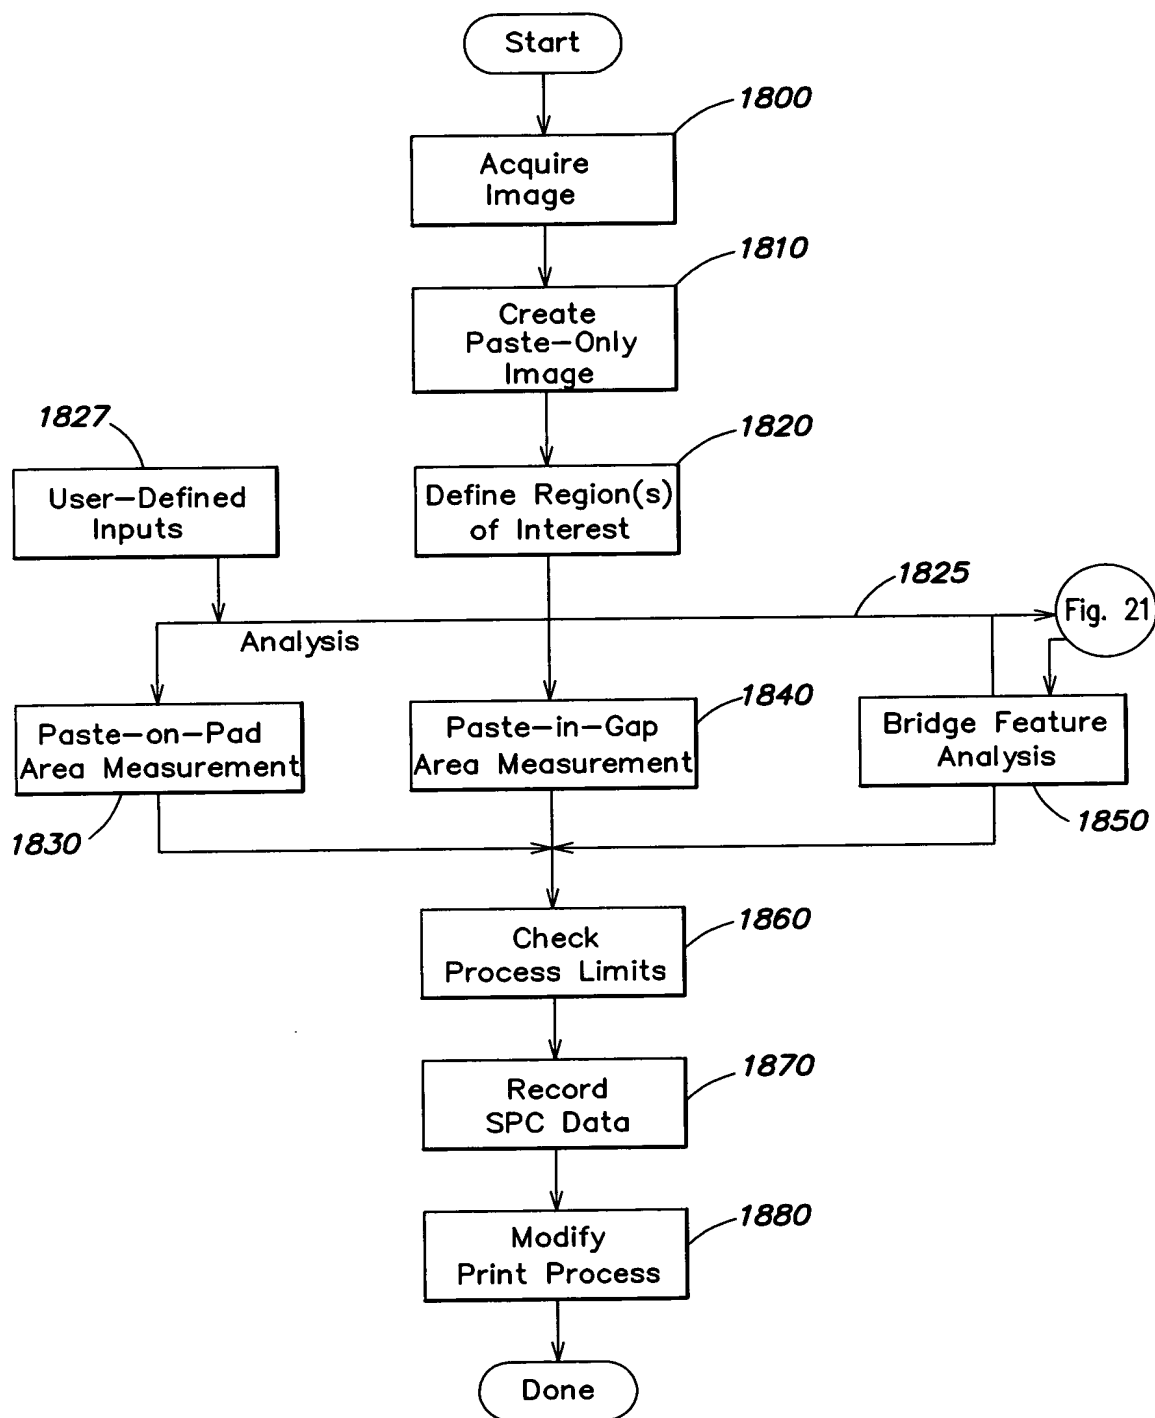 Start
1800
Acquire
Image
1810
Create
Paste-Only
Image
1827
1820
User-Defined
Inputs
Define Region(s)
of Interest
1825
Fig. 21
Analysis
1840
Paste-on-Pad
Area Measurement
Paste-in-Gap
Area Measurement
Bridge Feature
Analysis
1830
1850
1860
Check
Process Limits
1870
Record
SPC Data
1880
Modify
Print Process
Done